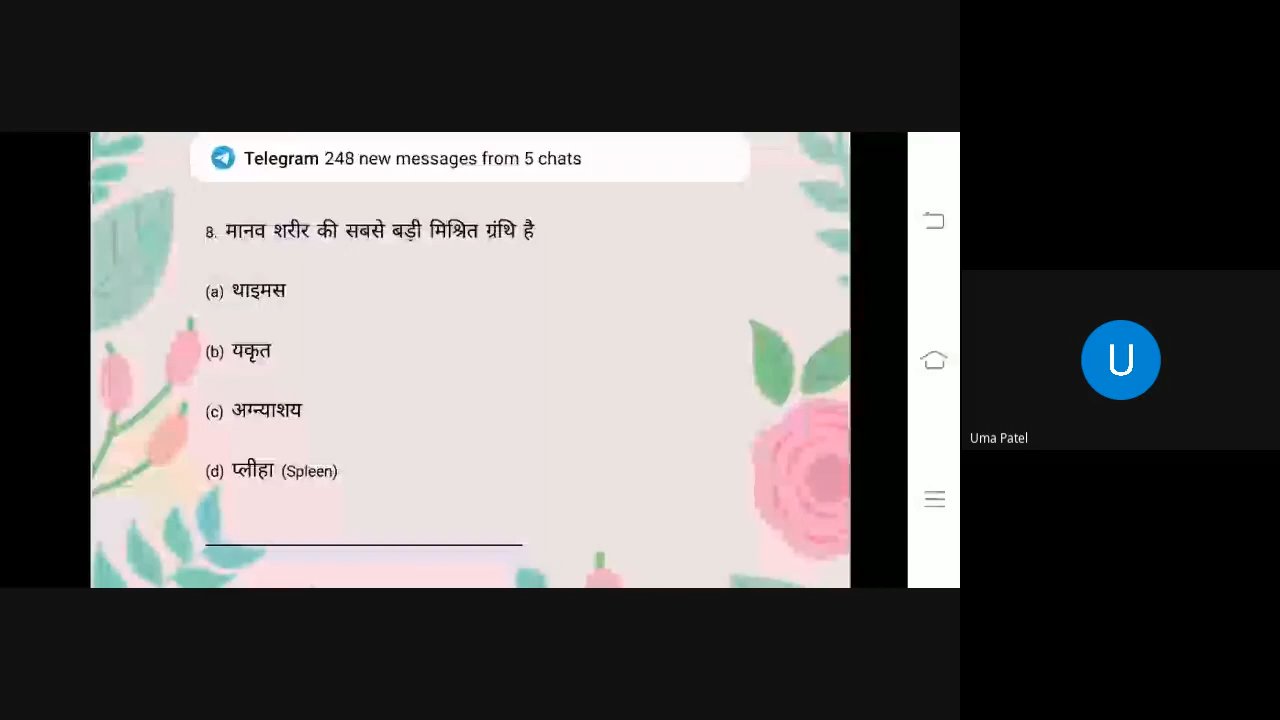 Telegram 248 new messages from 5 chats
8. मानव शरीर की सबसे बड़ी मिश्रित ग्रंथि है
(a) थाइमस
(b) यकृत
(c) अग्न्याशय
(d) प्लीहा (Spleen)
U
Uma Patel